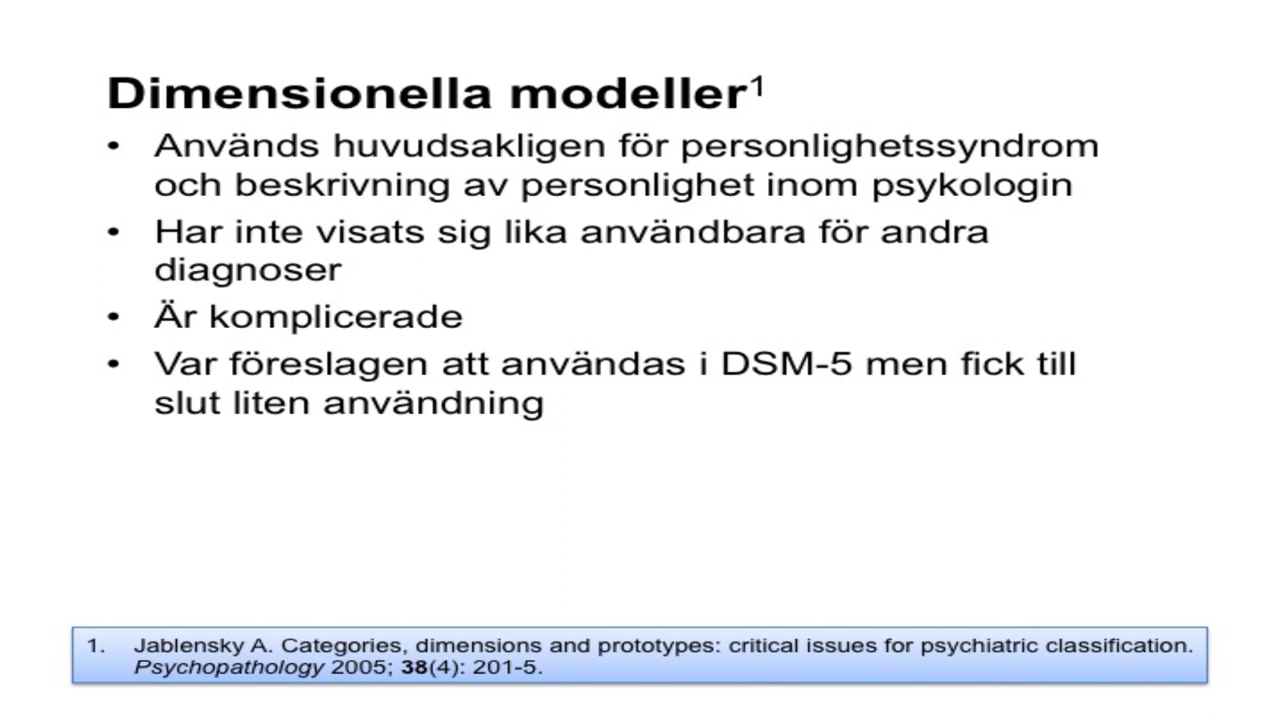 Dimensionella modeller¹
• Används huvudsakligen för personlighetssyndrom
och beskrivning av personlighet inom psykologin
• Har inte visats sig lika användbara för andra
diagnoser
• Är komplicerade
• Var föreslagen att användas i DSM-5 men fick till
slut liten användning
1. Jablensky A. Categories, dimensions and prototypes: critical issues for psychiatric classification.
Psychopathology 2005; 38(4): 201-5.